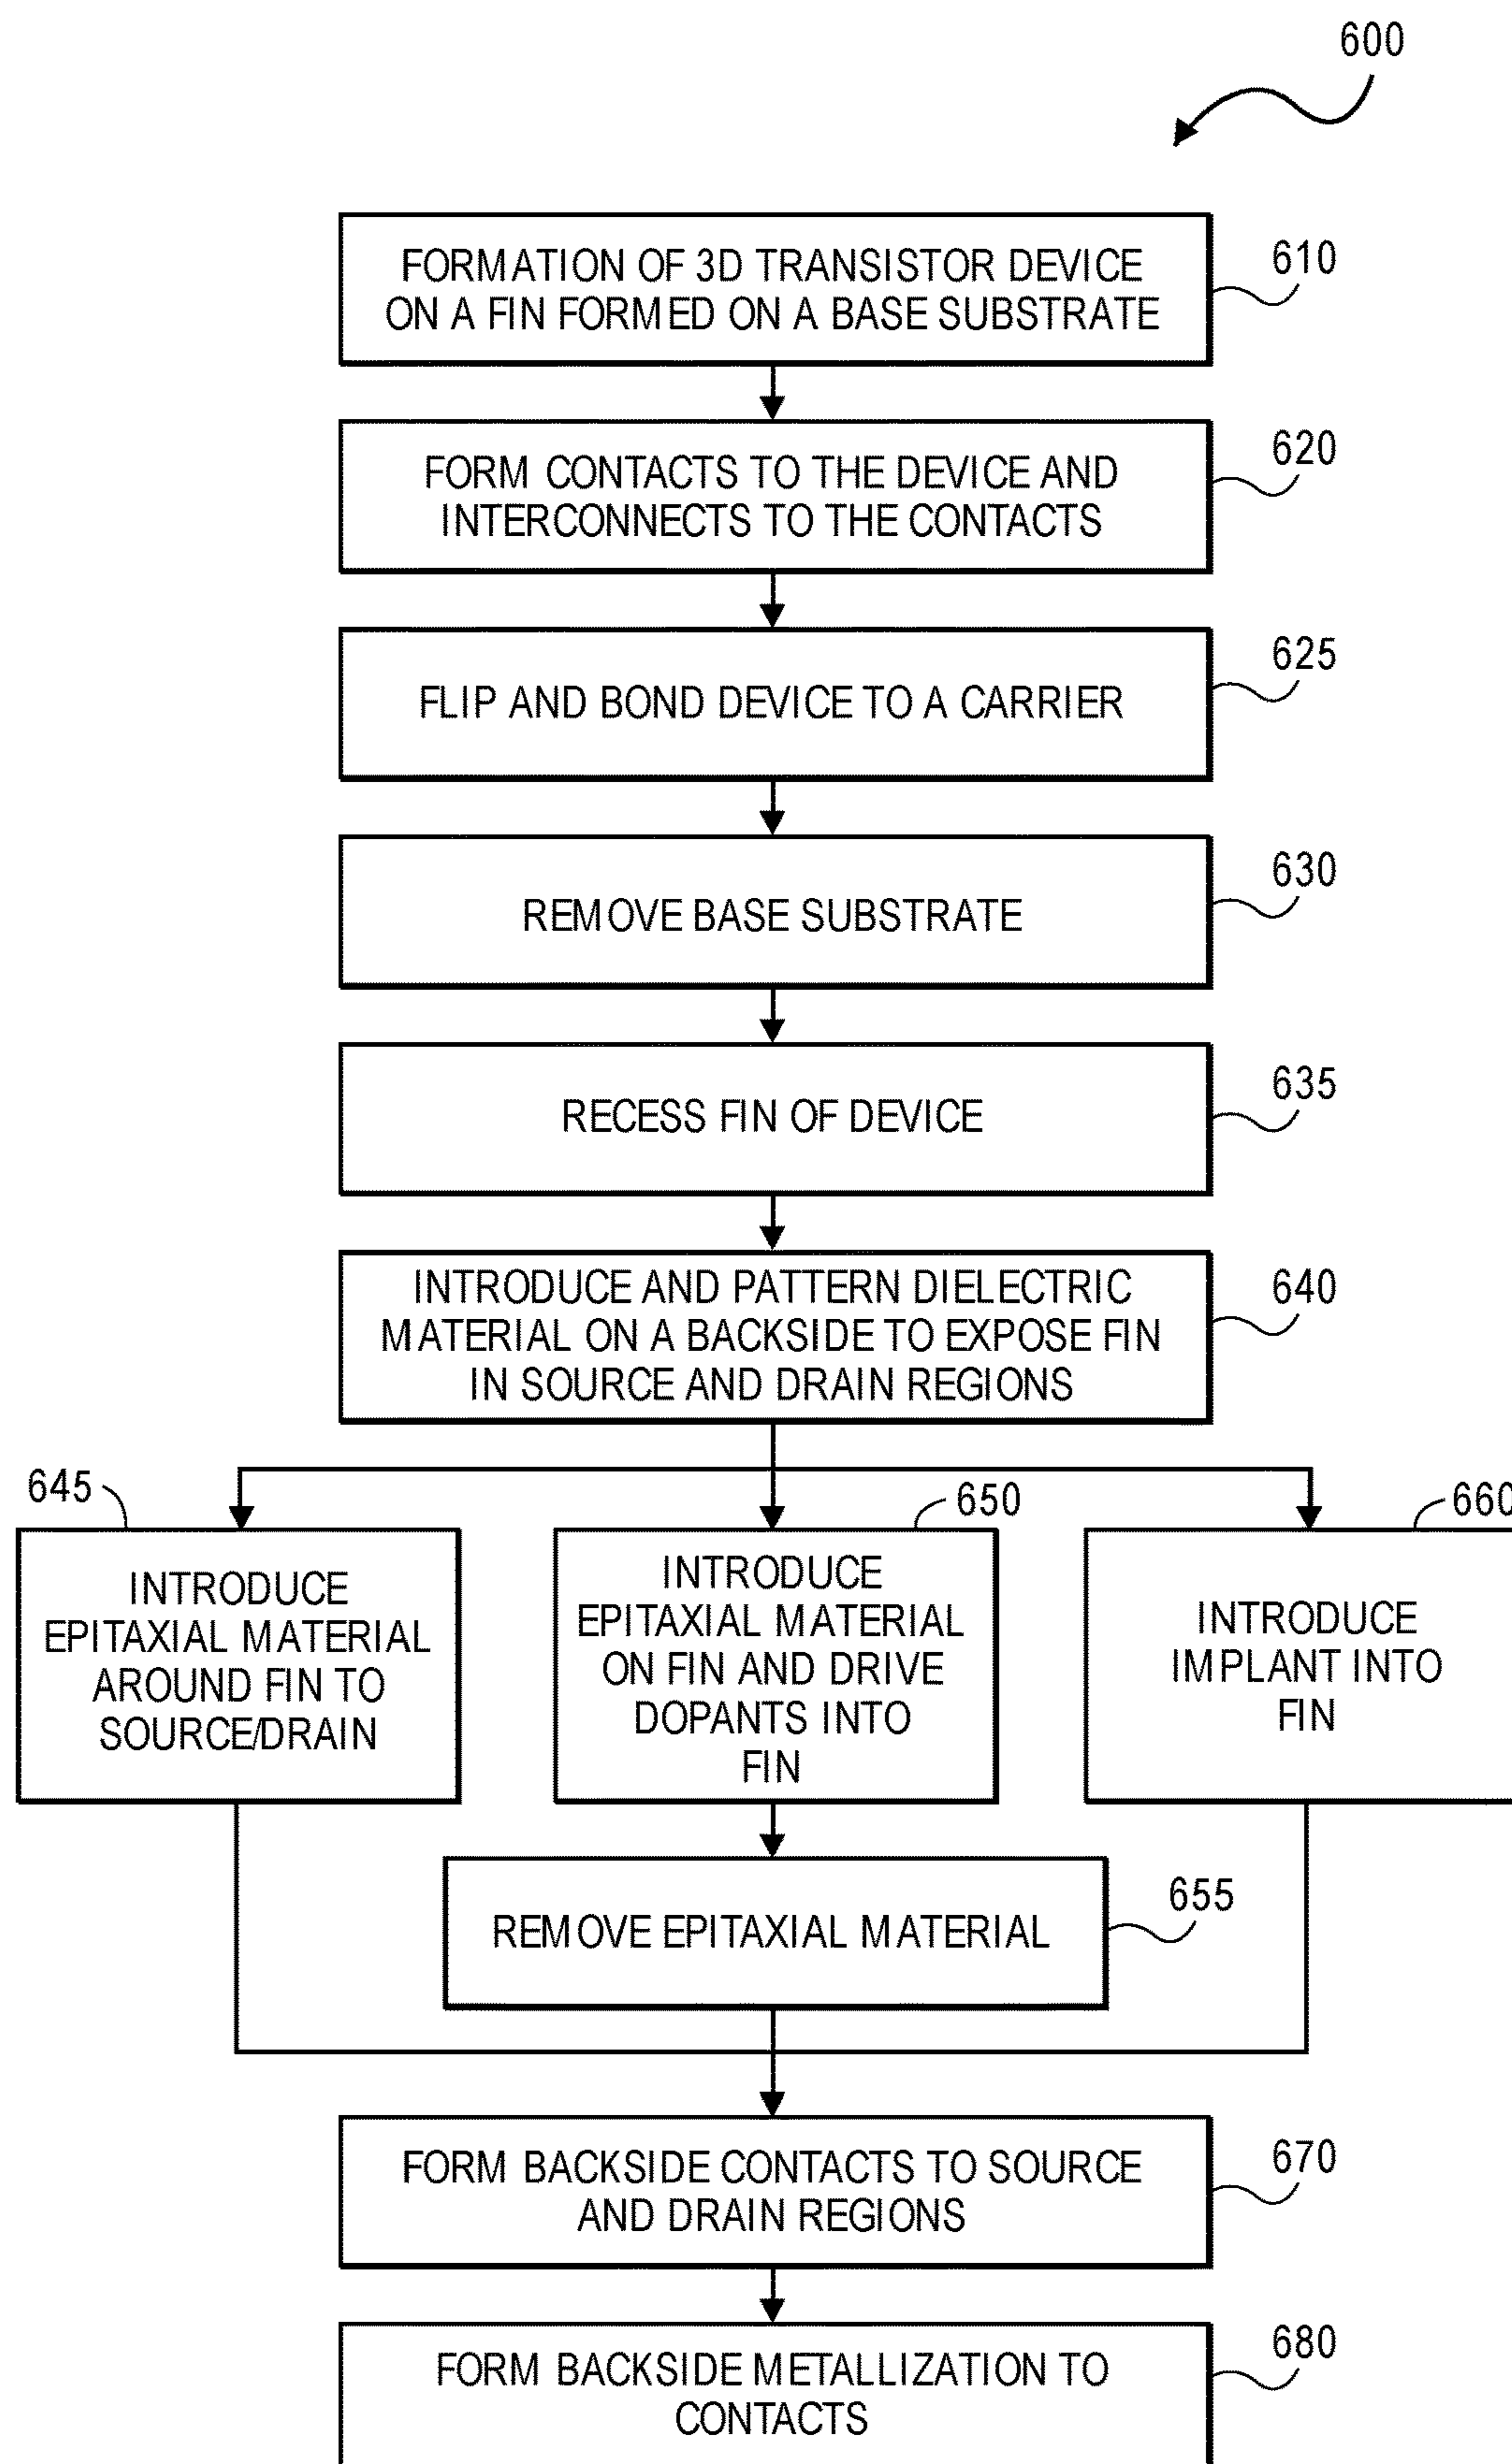 600
FORMATION OF 3D TRANSISTOR DEVICE
ON A FIN FORMED ON A BASE SUBSTRATE
610
FORM CONTACTS TO THE DEVICE AND
INTERCONNECTS TO THE CONTACTS
620
FLIP AND BOND DEVICE TO A CARRIER
625
REMOVE BASE SUBSTRATE
630
RECESS FIN OF DEVICE
635
INTRODUCE AND PATTERN DIELECTRIC
MATERIAL ON A BACKSIDE TO EXPOSE FIN
IN SOURCE AND DRAIN REGIONS
640
645
INTRODUCE
EPITAXIAL MATERIAL
AROUND FIN TO
SOURCE/DRAIN
650
INTRODUCE
EPITAXIAL MATERIAL
ON FIN AND DRIVE
DOPANTS INTO
FIN
660
INTRODUCE
IMPLANT INTO
FIN
REMOVE EPITAXIAL MATERIAL
655
FORM BACKSIDE CONTACTS TO SOURCE
AND DRAIN REGIONS
670
FORM BACKSIDE METALLIZATION TO
CONTACTS
680